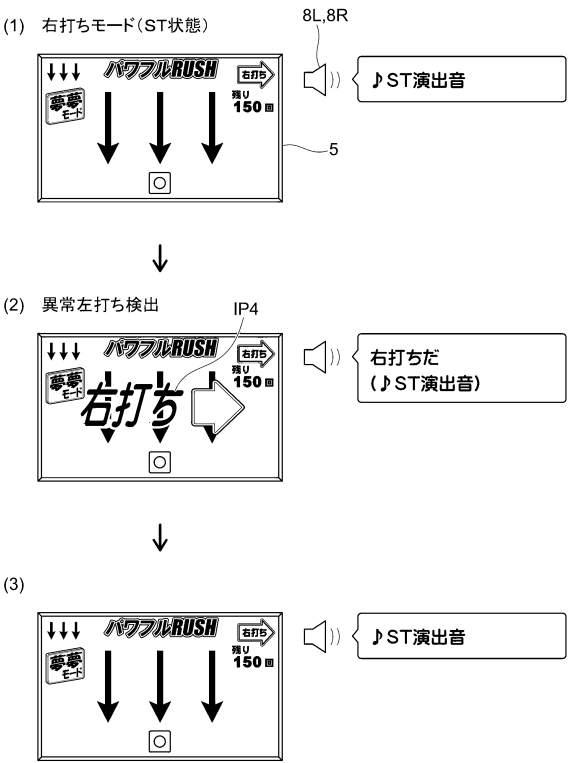 (1) 右打ちモード(ST状態)
8L,8R
パワフルRUSH
右打ち
夢夢
モード
残り
150回
♪ST演出音
5
(2) 異常左打ち検出
IP4
パワフルRUSH
右打ち
夢夢
モード
残り
150回
右打ち
右打ちだ
(♪ST演出音)
(3)
パワフルRUSH
右打ち
夢夢
モード
残り
150回
♪ST演出音